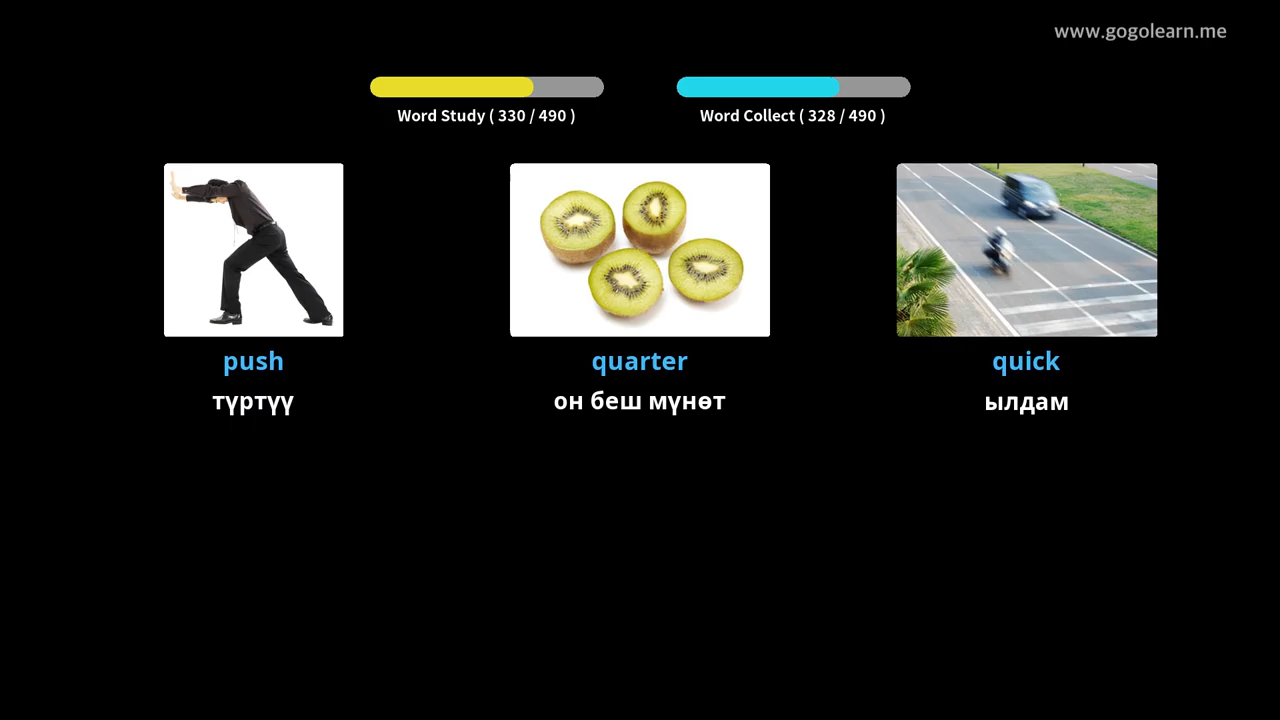 www.gogolearn.me
Word Study ( 330 / 490 )
Word Collect ( 328 / 490 )
push
quarter
quick
түртүү
он беш мүнөт
ылдам